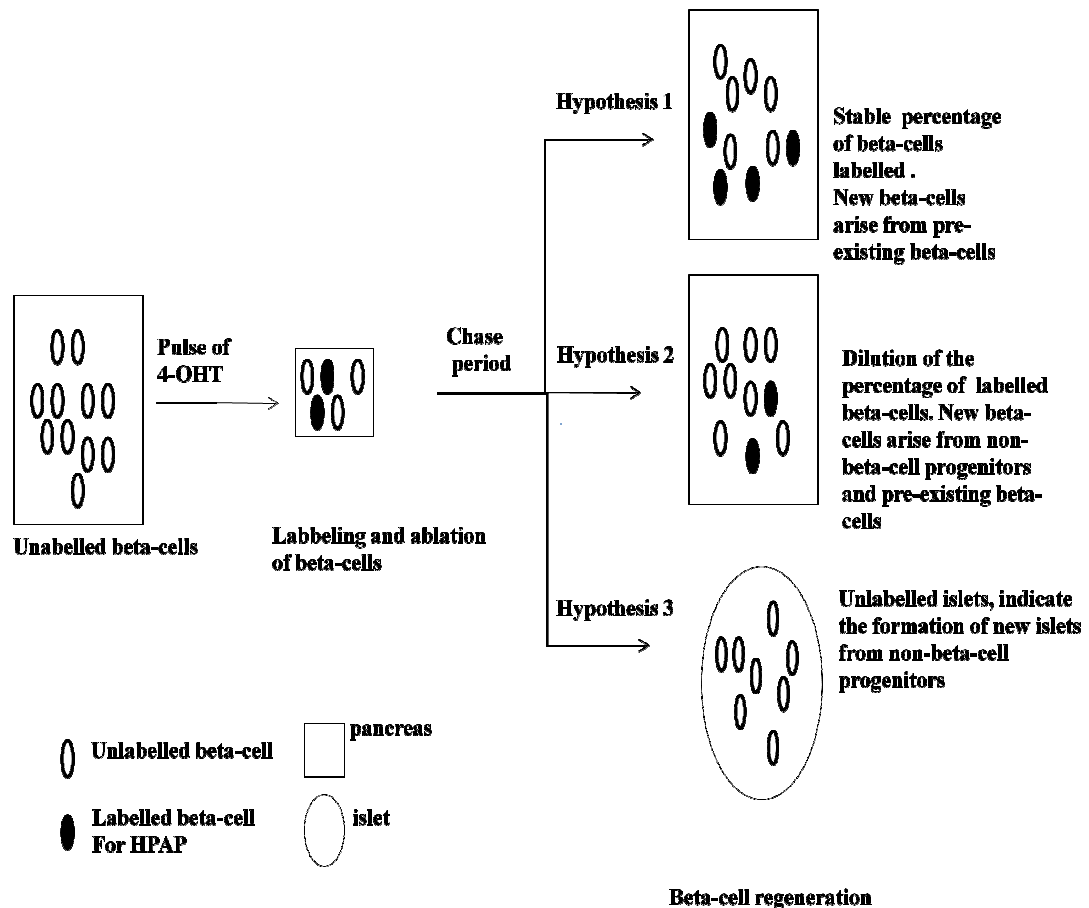 Hypothesis 1
Stable percentage
of beta-cells
labelled .
New beta-cells
arise from pre-
existing beta-cells
Pulse of
4-OHT
Chase
period
Hypothesis 2
Dilution of the
percentage of labelled
beta-cells. New beta-
cells arise from non-
beta-cell progenitors
and pre-existing beta-
cells
Unabelled beta-cells
Labbeling and ablation
of beta-cells
Hypothesis 3
Unlabelled islets, indicate
the formation of new islets
from non-beta-cell
progenitors
Unlabelled beta-cell
pancreas
Labelled beta-cell
For HPAP
islet
Beta-cell regeneration